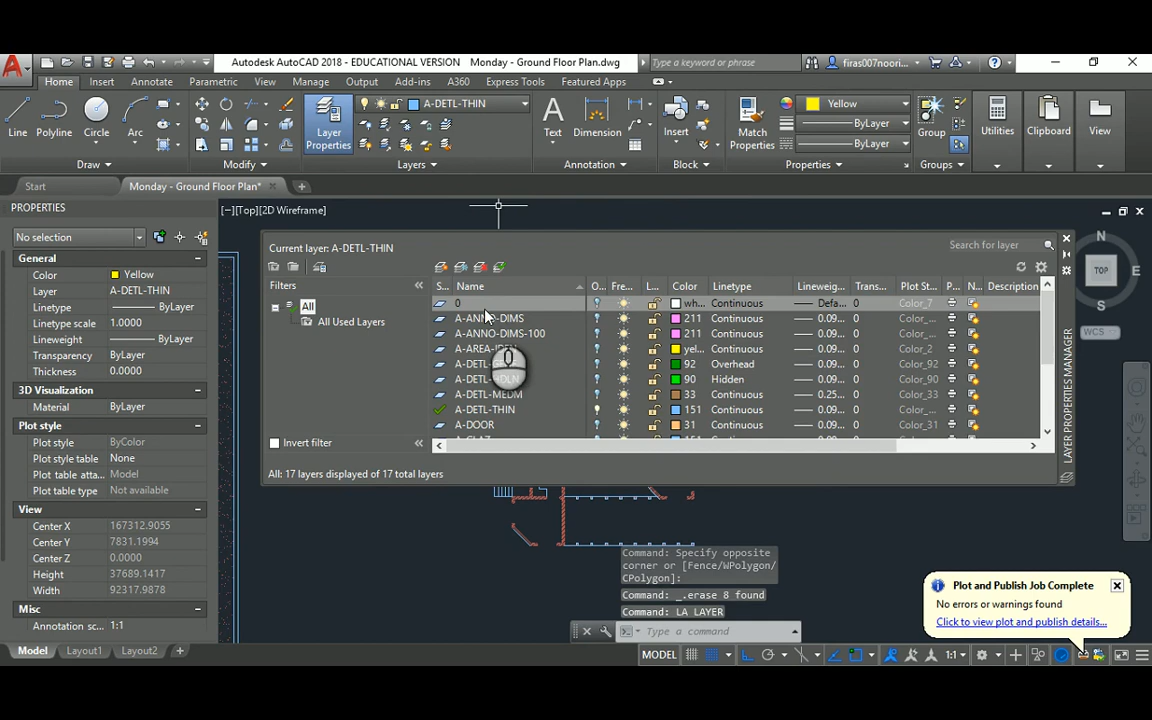 Autodesk AutoCAD 2018 - EDUCATIONAL VERSION Monday - Ground Floor Plan.dwg
Type a keyword or phrase
firas007noori...
Home Insert Annotate Parametric View Manage Output Add-ins A360 Express Tools Featured Apps
Line Polyline Circle Arc
Layer Properties
A-DETL-THIN
Text Dimension Insert
Match Properties
Yellow
ByLayer
ByLayer
Group Utilities Clipboard View
Draw Modify Layers Annotation Block Properties Groups
Start Monday - Ground Floor Plan*
PROPERTIES
[−][Top][2D Wireframe]
No selection
General
Color Yellow
Layer A-DETL-THIN
Linetype ByLayer
Linetype scale 1.0000
Lineweight ByLayer
Transparency ByLayer
Thickness 0.0000
3D Visualization
Material ByLayer
Plot style
Plot style ByColor
Plot style table None
Plot table atta... Model
Plot table type Not available
View
Center X 167312.9055
Center Y 7831.1994
Center Z 0.0000
Height 37689.1417
Width 92317.9878
Misc
Annotation sc... 1:1
Current layer: A-DETL-THIN
Search for layer
Filters
All
All Used Layers
Invert filter
S... Name O... Fre... L... Color Linetype Lineweig... Trans... Plot St... P... N... Description
0 wh... Continuous Defa... 0 Color_7
A-ANNO-DIMS 211 Continuous 0.09... 0
A-ANNO-DIMS-100 211 Continuous 0.09... 0
yel... Continuous 0.09... 0 Color_2
92 Overhead 0.09... 0 Color_92
90 Hidden 0.09... 0 Color_90
A-DETL-MEDM 33 Continuous 0.25... 0 Color_33
A-DETL-THIN 151 Continuous 0.09... 0
A-DOOR 31 Continuous 0.09... 0 Color_31
All: 17 layers displayed of 17 total layers
LAYER PROPERTIES MANAGER
N
TOP
E
S
WCS
Command: Specify opposite
corner or [Fence/WPolygon/
CPolygon]:
Command: _.erase 8 found
Command: LA LAYER
Type a command
Plot and Publish Job Complete
No errors or warnings found
Click to view plot and publish details...
Model Layout1 Layout2
MODEL
1:1